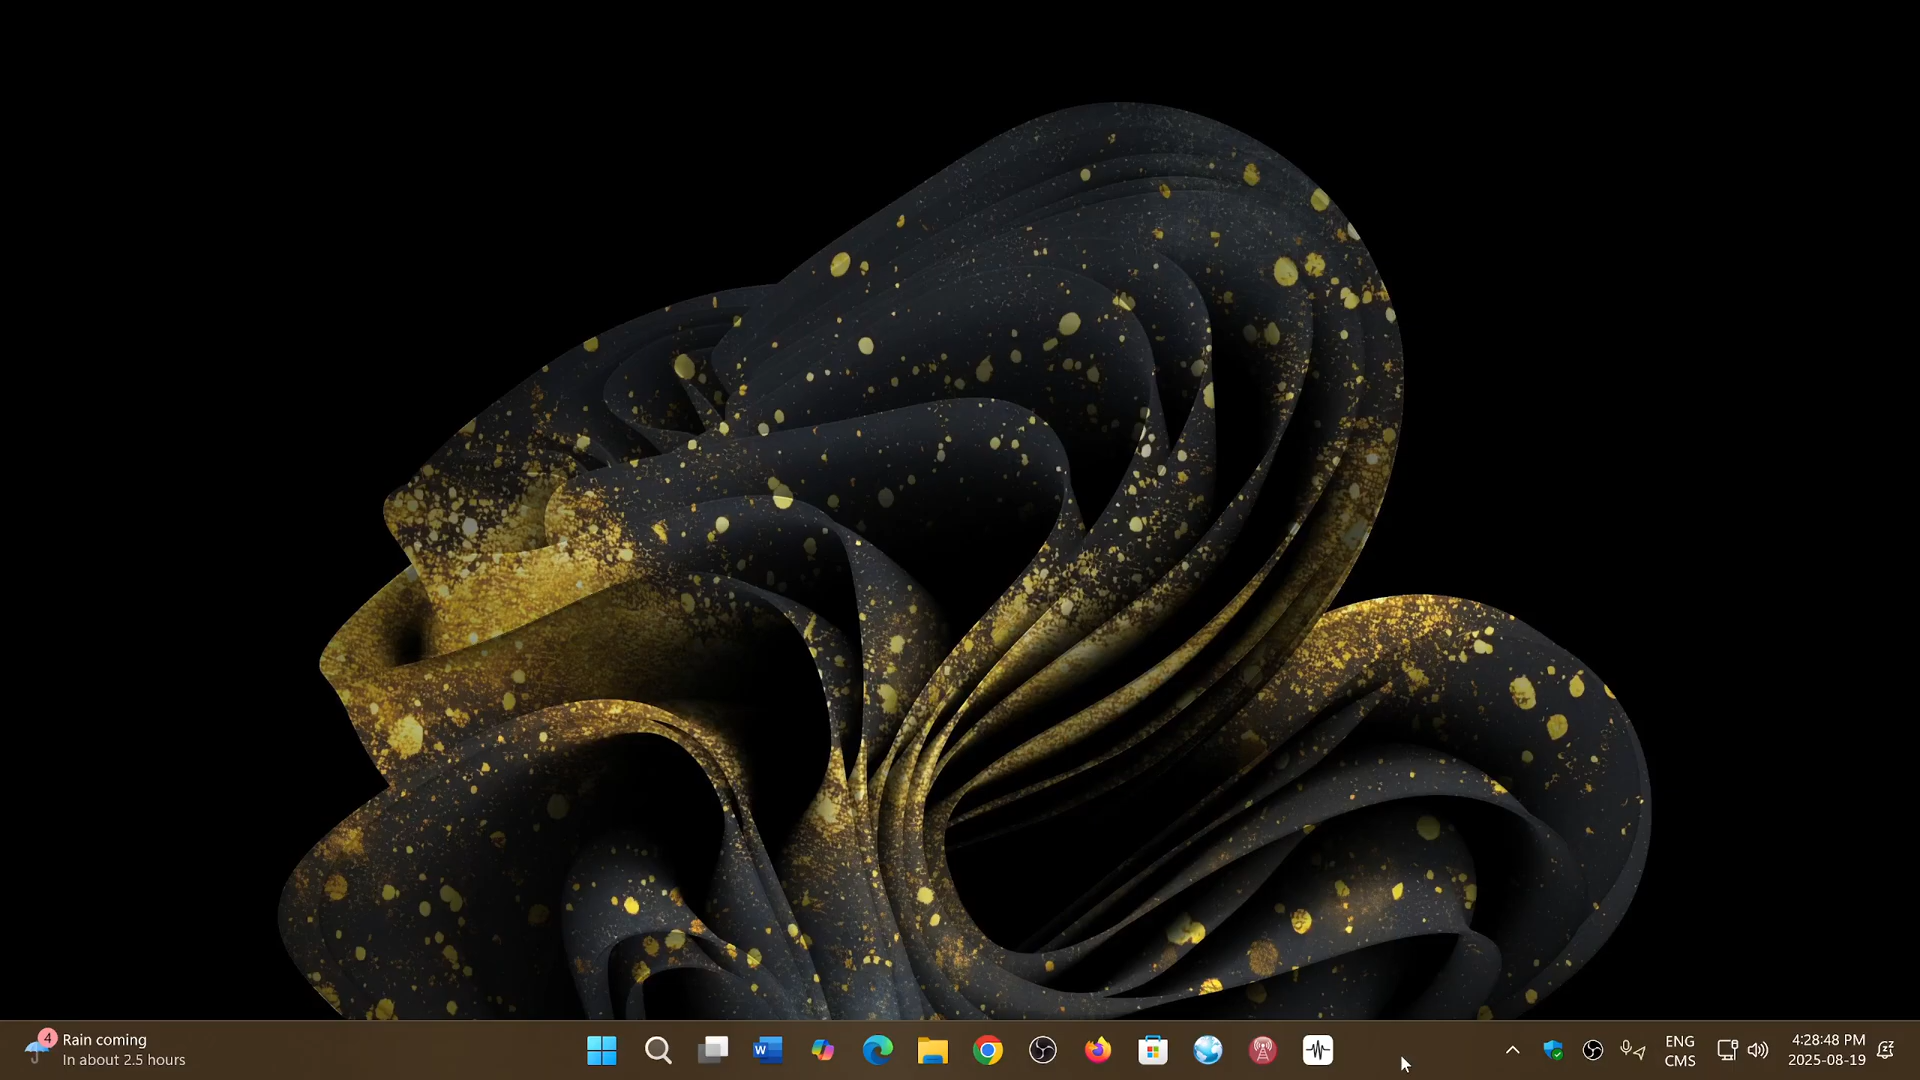 4
Rain coming
In about 2.5 hours
W
ENG
CMS
4:28:48 PM
2025-08-19